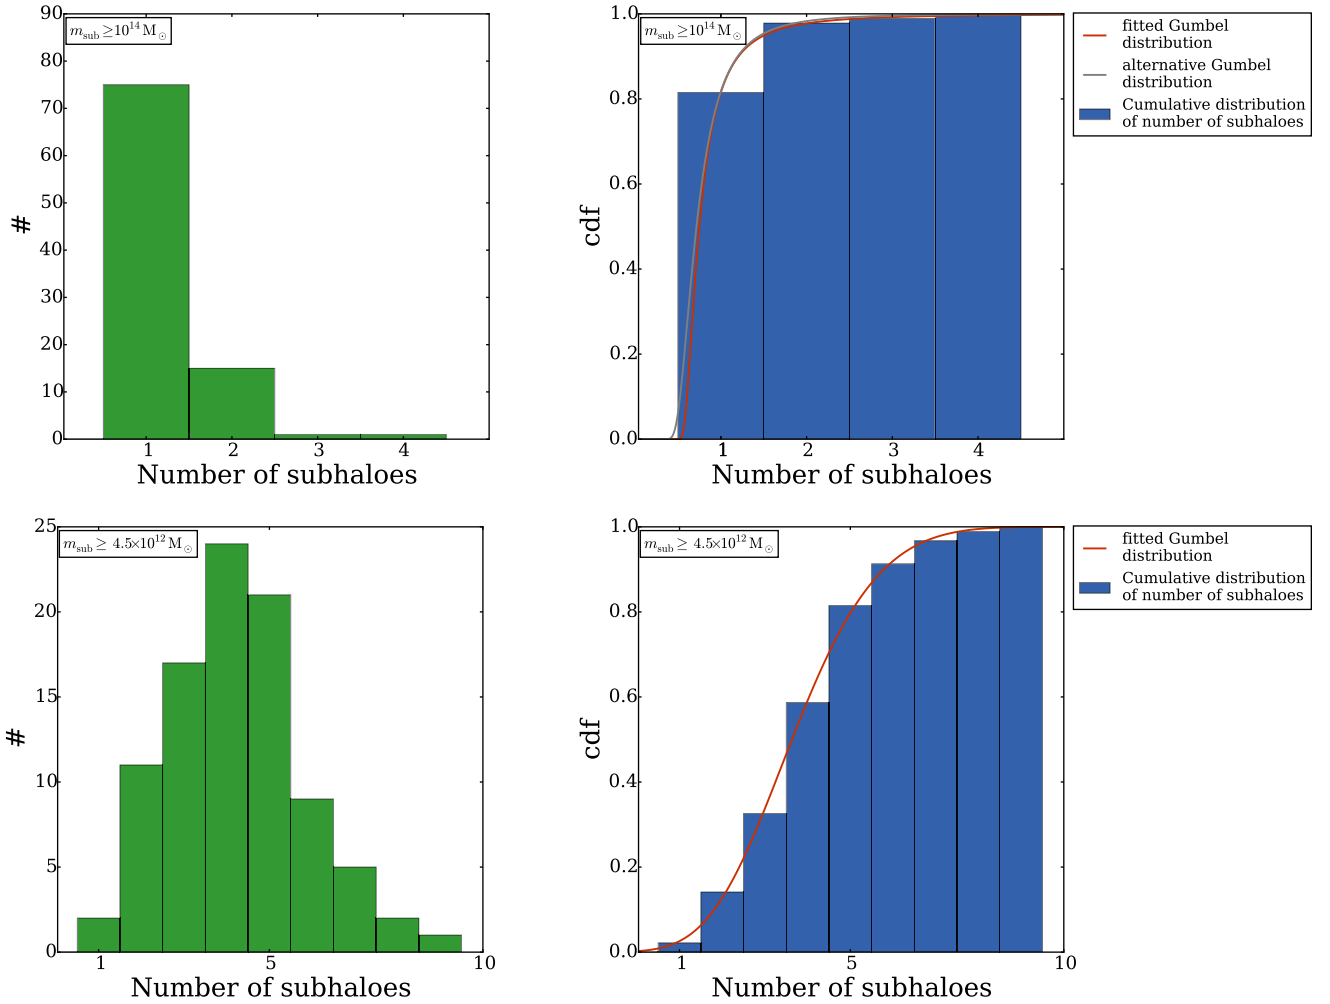 90
80
70
60
50
40
30
20
10
0
#
m_sub ≥10^14 M_⊙
1 2 3 4
Number of subhaloes
1.0
0.8
0.6
0.4
0.2
0.0
cdf
m_sub ≥10^14 M_⊙
1 2 3 4
Number of subhaloes
fitted Gumbel
distribution
alternative Gumbel
distribution
Cumulative distribution
of number of subhaloes
25
20
15
10
5
0
#
m_sub ≥ 4.5×10^12 M_⊙
1 5 10
Number of subhaloes
1.0
0.8
0.6
0.4
0.2
0.0
cdf
m_sub ≥ 4.5×10^12 M_⊙
1 5 10
Number of subhaloes
fitted Gumbel
distribution
Cumulative distribution
of number of subhaloes